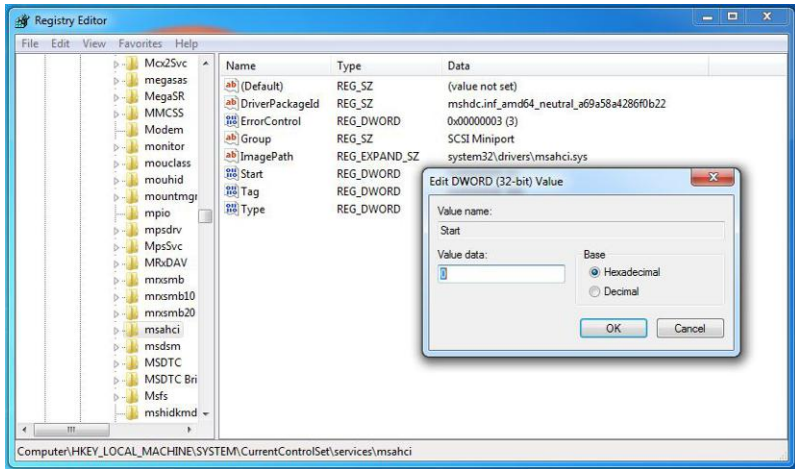 Registry Editor
File Edit View Favorites Help
Mcx2Svc
megasas
MegaSR
MMCSS
Modem
monitor
mouclass
mouhid
mountmgr
mpio
mpsdrv
MpsSvc
MRxDAV
mrxsmb
mrxsmb10
mrxsmb20
msahci
msdsm
MSDTC
MSDTC Bri
Msfs
mshidkmd
Name Type Data
(Default) REG_SZ (value not set)
DriverPackageId REG_SZ mshdc.inf_amd64_neutral_a69a58a4286f0b22
ErrorControl REG_DWORD 0x00000003 (3)
Group REG_SZ SCSI Miniport
ImagePath REG_EXPAND_SZ system32\drivers\msahci.sys
Start REG_DWORD
Tag REG_DWORD
Type REG_DWORD
Edit DWORD (32-bit) Value
Value name:
Start
Value data:
0
Base
Hexadecimal
Decimal
OK Cancel
Computer\HKEY_LOCAL_MACHINE\SYSTEM\CurrentControlSet\services\msahci